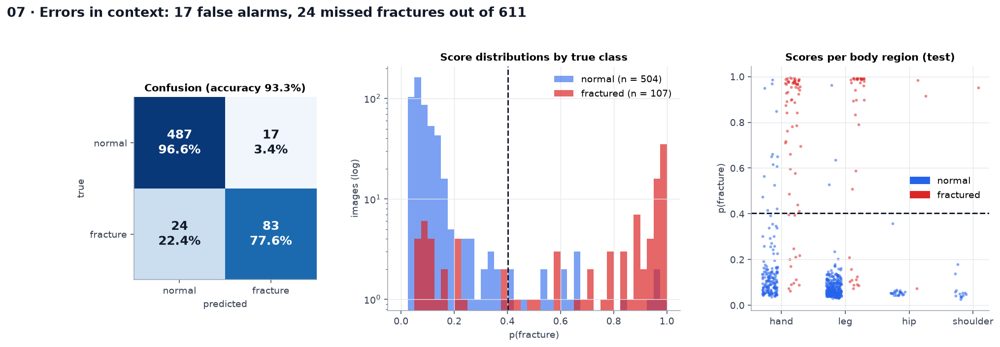 07 · Errors in context: 17 false alarms, 24 missed fractures out of 611
Confusion (accuracy 93.3%)
487
96.6%
17
3.4%
24
22.4%
83
77.6%
normal
fracture
true
normal
fracture
predicted
Score distributions by true class
normal (n = 504)
fractured (n = 107)
10²
10¹
10⁰
images (log)
0.0 0.2 0.4 0.6 0.8 1.0
p(fracture)
Scores per body region (test)
normal
fractured
1.0
0.8
0.6
0.4
0.2
0.0
p(fracture)
hand leg hip shoulder